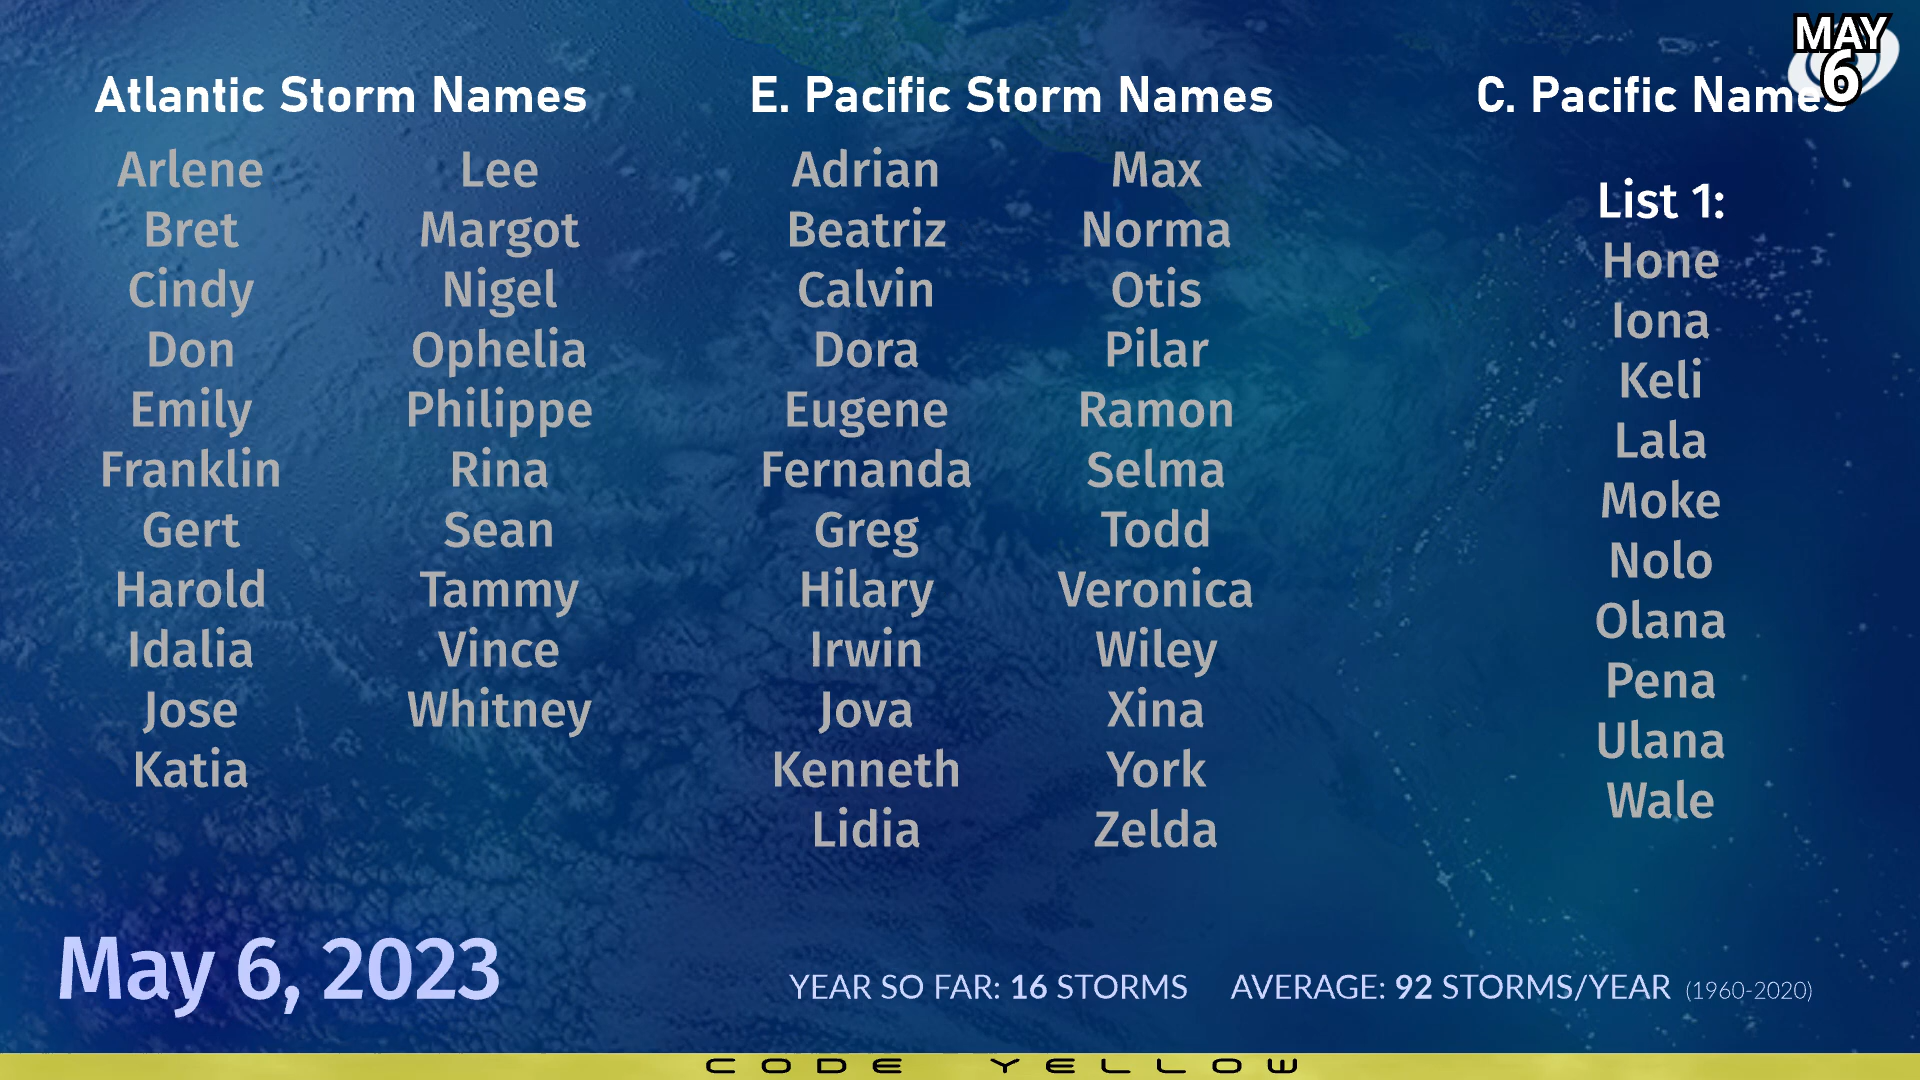 MAY
6
Atlantic Storm Names
Arlene
Bret
Cindy
Don
Emily
Franklin
Gert
Harold
Idalia
Jose
Katia
Lee
Margot
Nigel
Ophelia
Philippe
Rina
Sean
Tammy
Vince
Whitney
E. Pacific Storm Names
Adrian
Beatriz
Calvin
Dora
Eugene
Fernanda
Greg
Hilary
Irwin
Jova
Kenneth
Lidia
Max
Norma
Otis
Pilar
Ramon
Selma
Todd
Veronica
Wiley
Xina
York
Zelda
C. Pacific Names
List 1:
Hone
Iona
Keli
Lala
Moke
Nolo
Olana
Pena
Ulana
Wale
May 6, 2023
YEAR SO FAR: 16 STORMS AVERAGE: 92 STORMS/YEAR (1960-2020)
CODE YELLOW